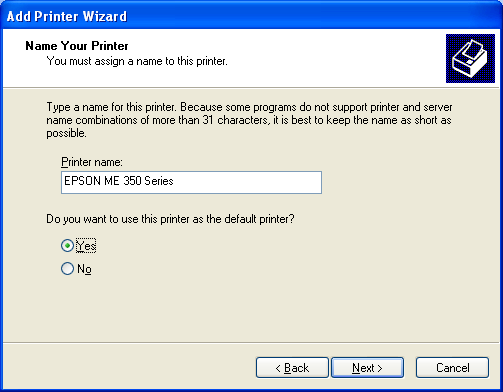 Add Printer Wizard
Name Your Printer
You must assign a name to this printer.
Type a name for this printer. Because some programs do not support printer and server
name combinations of more than 31 characters, it is best to keep the name as short as
possible.
Printer name:
EPSON ME 350 Series
Do you want to use this printer as the default printer?
Yes
No
< Back
Next >
Cancel